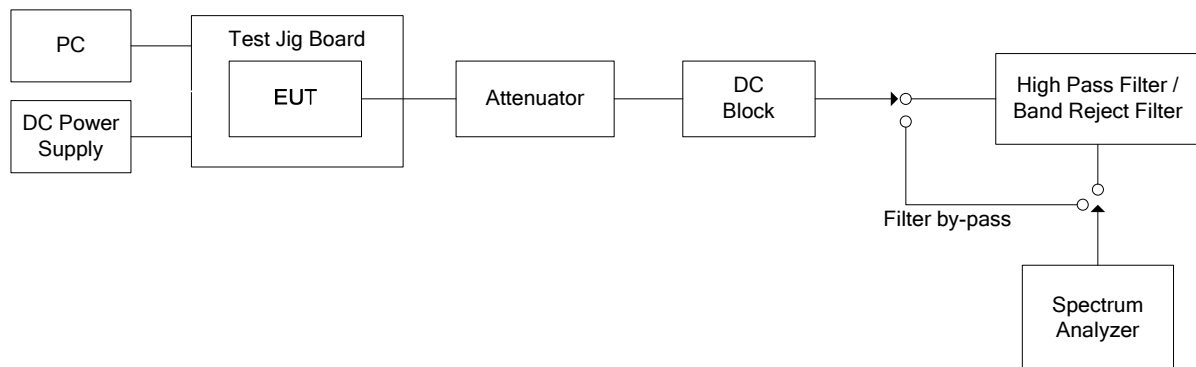 PC
DC Power
Supply
Test Jig Board
EUT
Attenuator
DC
Block
High Pass Filter /
Band Reject Filter
Filter by-pass
Spectrum
Analyzer